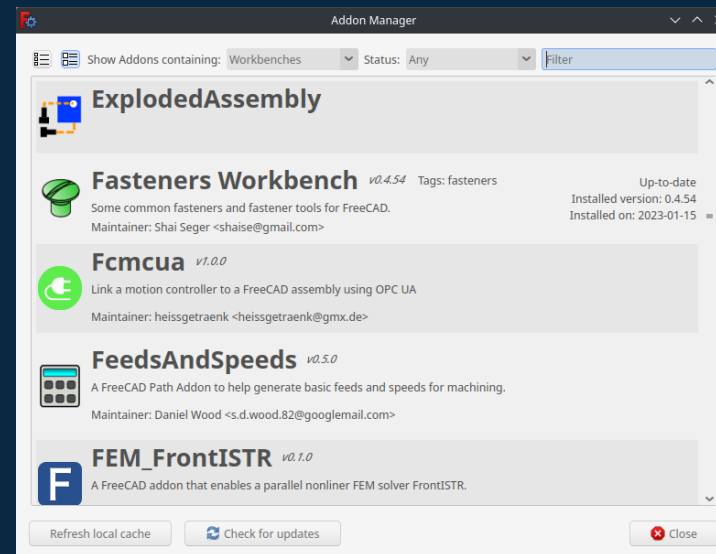 Addon Manager
Show Addons containing: Workbenches Status: Any Filter
ExplodedAssembly
Fasteners Workbench v0.4.54 Tags: fasteners
Some common fasteners and fastener tools for FreeCAD.
Maintainer: Shai Seger <shaise@gmail.com>
Up-to-date
Installed version: 0.4.54
Installed on: 2023-01-15
Fcmcua v1.0.0
Link a motion controller to a FreeCAD assembly using OPC UA
Maintainer: heissgetraenk <heissgetraenk@gmx.de>
FeedsAndSpeeds v0.5.0
A FreeCAD Path Addon to help generate basic feeds and speeds for machining.
Maintainer: Daniel Wood <s.d.wood.82@googlemail.com>
FEM_FrontISTR v0.1.0
A FreeCAD addon that enables a parallel nonliner FEM solver FrontISTR.
Refresh local cache Check for updates Close